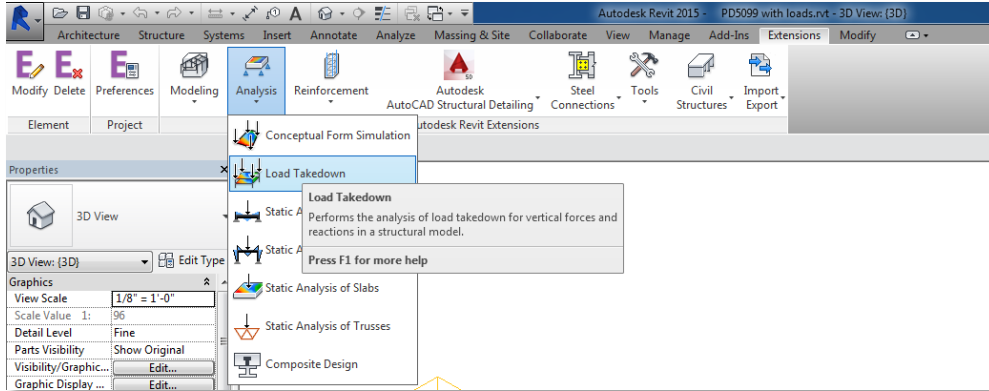 Autodesk Revit 2015 - PD5099 with loads.rvt - 3D View: {3D}
Architecture Structure Systems Insert Annotate Analyze Massing & Site Collaborate View Manage Add-Ins Extensions Modify
Modify Delete Preferences Modeling Analysis Reinforcement Autodesk AutoCAD Structural Detailing Steel Connections Tools Civil Structures Import Export
Element Project utodesk Revit Extensions
Conceptual Form Simulation
Properties
Load Takedown
Load Takedown
3D View
Static A
Performs the analysis of load takedown for vertical forces and
reactions in a structural model.
Static A
Press F1 for more help
3D View: {3D} Edit Type
Graphics
Static Analysis of Slabs
View Scale 1/8" = 1'-0"
Scale Value 1: 96
Detail Level Fine
Static Analysis of Trusses
Parts Visibility Show Original
Visibility/Graphic... Edit...
Composite Design
Graphic Display ... Edit...